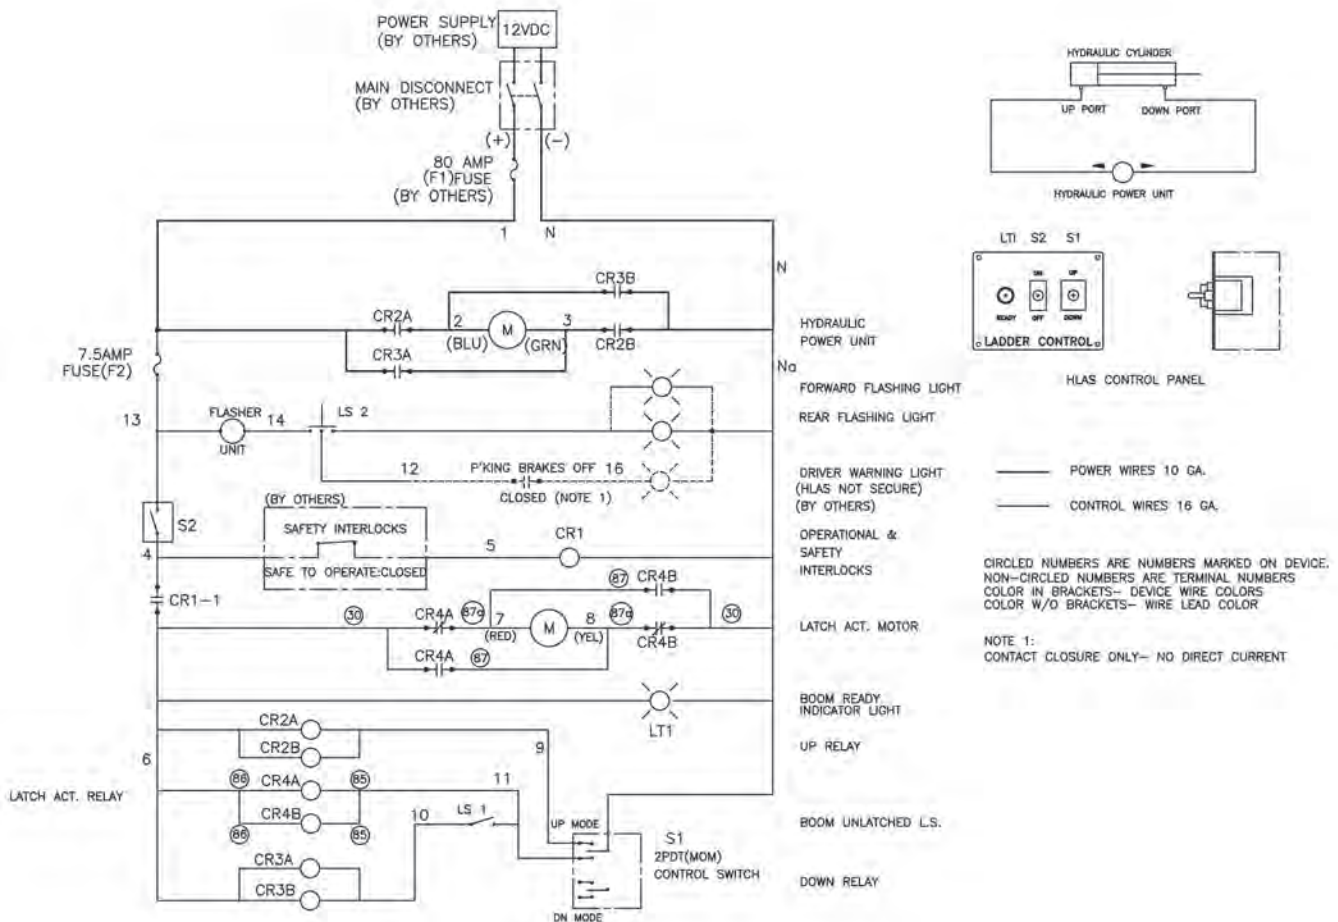 POWER SUPPLY
(BY OTHERS)
12VDC
MAIN DISCONNECT
(BY OTHERS)
(+)
(-)
80 AMP
(F1)FUSE
(BY OTHERS)
1
N
N
CR3B
CR2A
2
M
3
(BLU)
(GRN)
CR2B
CR3A
HYDRAULIC
POWER UNIT
7.5AMP
FUSE(F2)
Na
FORWARD FLASHING LIGHT
REAR FLASHING LIGHT
13
FLASHER
UNIT
14
LS 2
12
P'KING BRAKES OFF
16
CLOSED (NOTE 1)
DRIVER WARNING LIGHT
(HLAS NOT SECURE)
(BY OTHERS)
S2
(BY OTHERS)
SAFETY INTERLOCKS
SAFE TO OPERATE:CLOSED
4
5
CR1
OPERATIONAL &
SAFETY
INTERLOCKS
CR1-1
87
CR4B
30
CR4A
87a
7
(RED)
M
8
(YEL)
87a
CR4B
30
CR4A
87
LATCH ACT. MOTOR
LT1
BOOM READY
INDICATOR LIGHT
CR2A
CR2B
9
UP RELAY
6
LATCH ACT. RELAY
86
CR4A
85
11
86
CR4B
85
10
LS 1
UP MODE
S1
2PDT(MOM)
CONTROL SWITCH
DN MODE
BOOM UNLATCHED L.S.
CR3A
CR3B
DOWN RELAY
HYDRAULIC CYLINDER
UP PORT
DOWN PORT
HYDRAULIC POWER UNIT
LTI
S2
S1
ON
UP
READY
OFF
DOWN
LADDER CONTROL
HLAS CONTROL PANEL
POWER WIRES 10 GA.
CONTROL WIRES 16 GA.
CIRCLED NUMBERS ARE NUMBERS MARKED ON DEVICE.
NON-CIRCLED NUMBERS ARE TERMINAL NUMBERS
COLOR IN BRACKETS- DEVICE WIRE COLORS
COLOR W/O BRACKETS- WIRE LEAD COLOR
NOTE 1:
CONTACT CLOSURE ONLY- NO DIRECT CURRENT